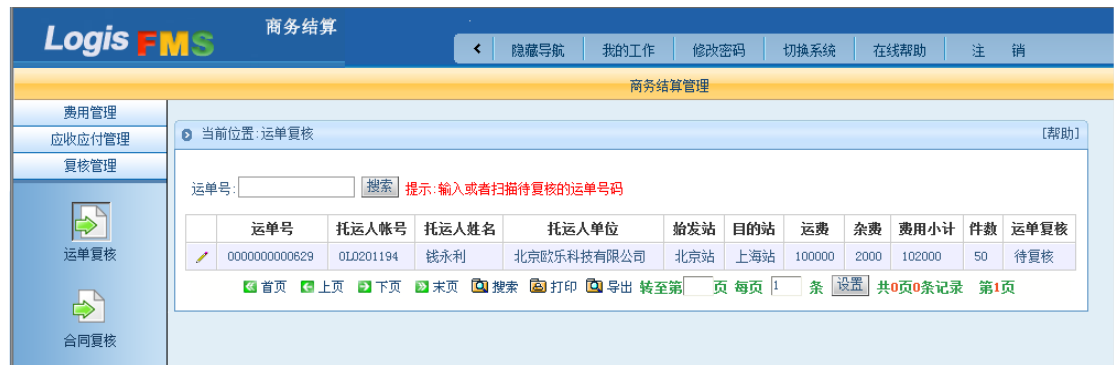 Logis FMS 商务结算
隐藏导航 我的工作 修改密码 切换系统 在线帮助 注 销
商务结算管理
费用管理
应收应付管理
复核管理
运单复核
合同复核
当前位置:运单复核 [帮助]
运单号: 搜索 提示:输入或者扫描待复核的运单号码
运单号 托运人帐号 托运人姓名 托运人单位 始发站 目的站 运费 杂费 费用小计 件数 运单复核
0000000000629 0L0201194 钱永利 北京欧乐科技有限公司 北京站 上海站 100000 2000 102000 50 待复核
首页 上页 下页 末页 搜索 打印 导出 转至第 页 每页 1 条 设置 共0页0条记录 第1页